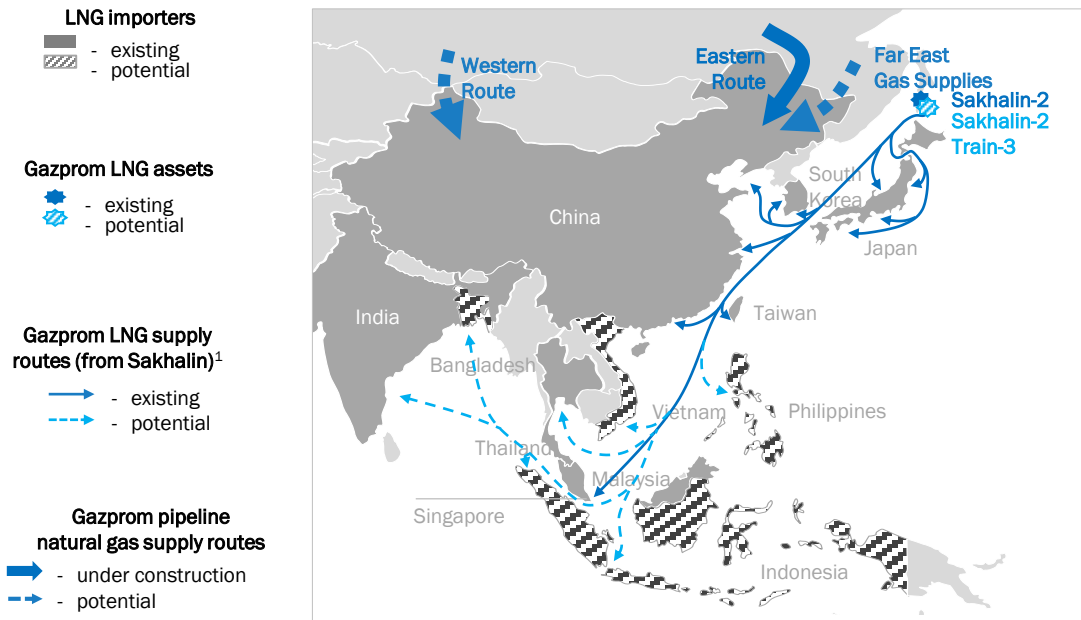 LNG importers
- existing
- potential
Gazprom LNG assets
- existing
- potential
Gazprom LNG supply
routes (from Sakhalin)1
- existing
- potential
Gazprom pipeline
natural gas supply routes
- under construction
- potential
Western
Route
Eastern
Route
Far East
Gas Supplies
Sakhalin-2
Sakhalin-2
Train-3
South
Korea
China
Japan
India
Taiwan
Bangladesh
Vietnam
Philippines
Thailand
Malaysia
Singapore
Indonesia